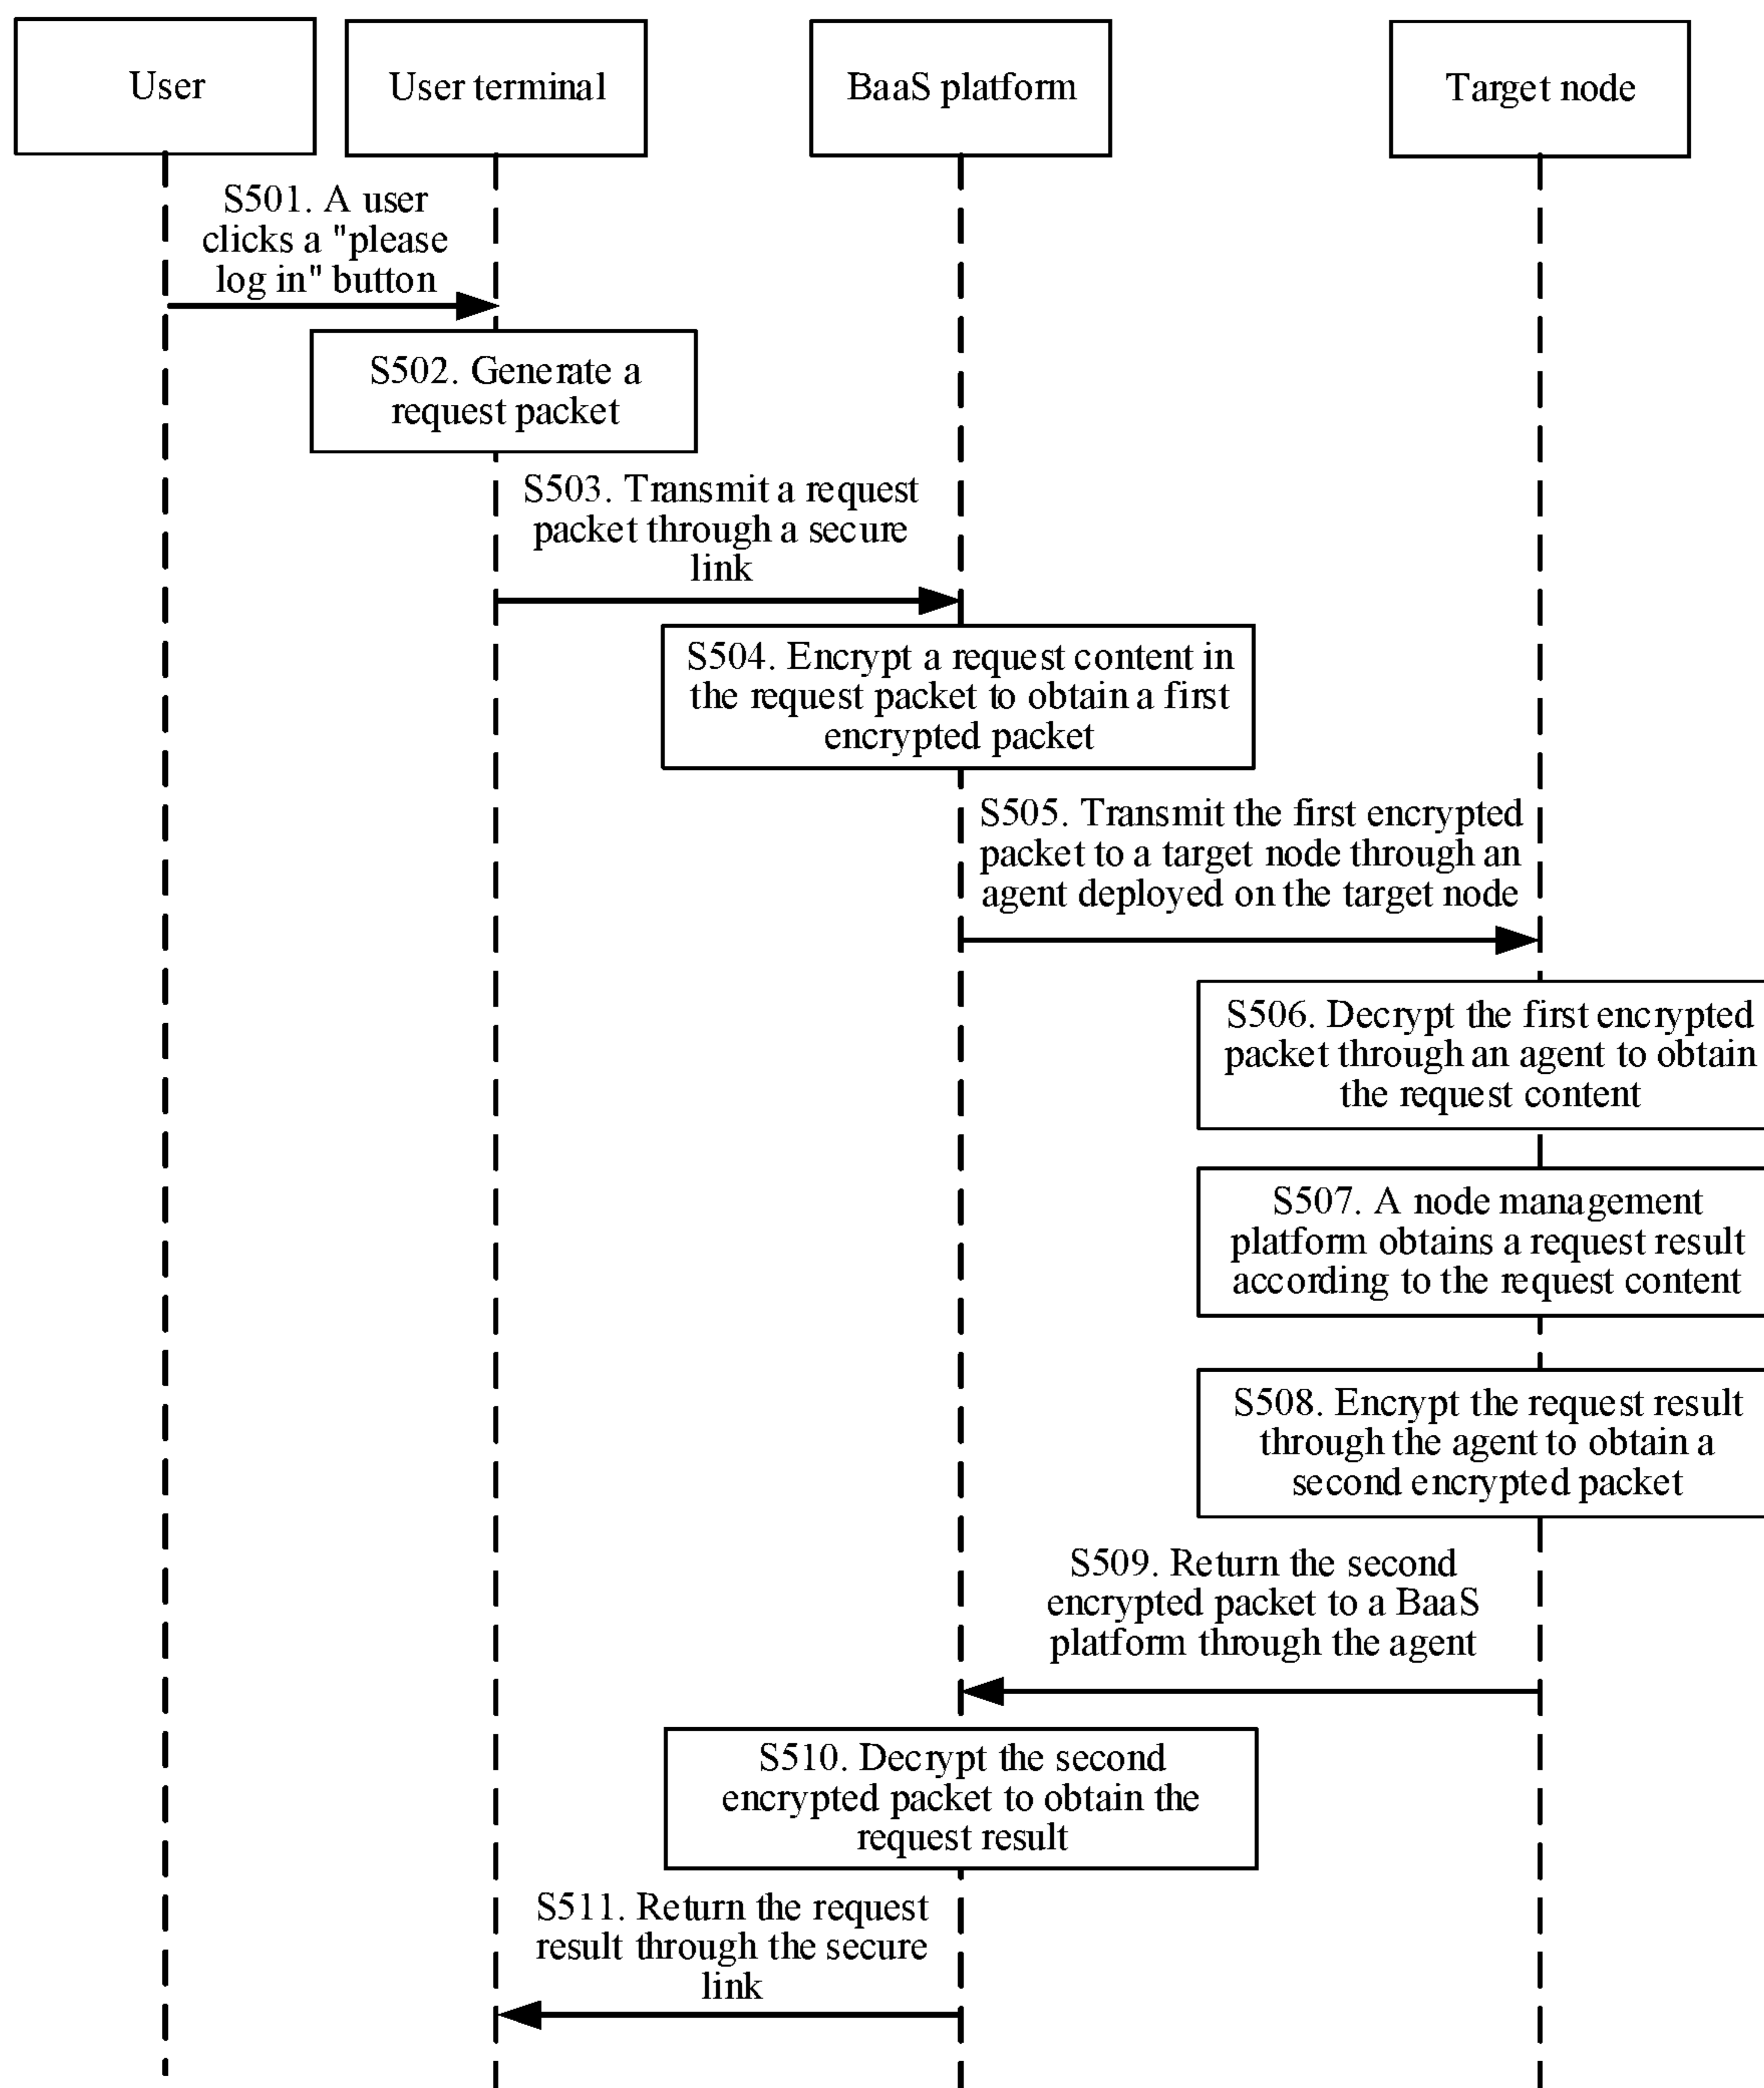 User
User terminal
BaaS platform
Target node
S501. A user
clicks a "please
log in" button
S502. Generate a
request packet
S503. Transmit a request
packet through a secure
link
S504. Encrypt a request content in
the request packet to obtain a first
encrypted packet
S505. Transmit the first encrypted
packet to a target node through an
agent deployed on the target node
S506. Decrypt the first encrypted
packet through an agent to obtain
the request content
S507. A node management
platform obtains a request result
according to the request content
S508. Encrypt the request result
through the agent to obtain a
second encrypted packet
S509. Return the second
encrypted packet to a BaaS
platform through the agent
S510. Decrypt the second
encrypted packet to obtain the
request result
S511. Return the request
result through the secure
link